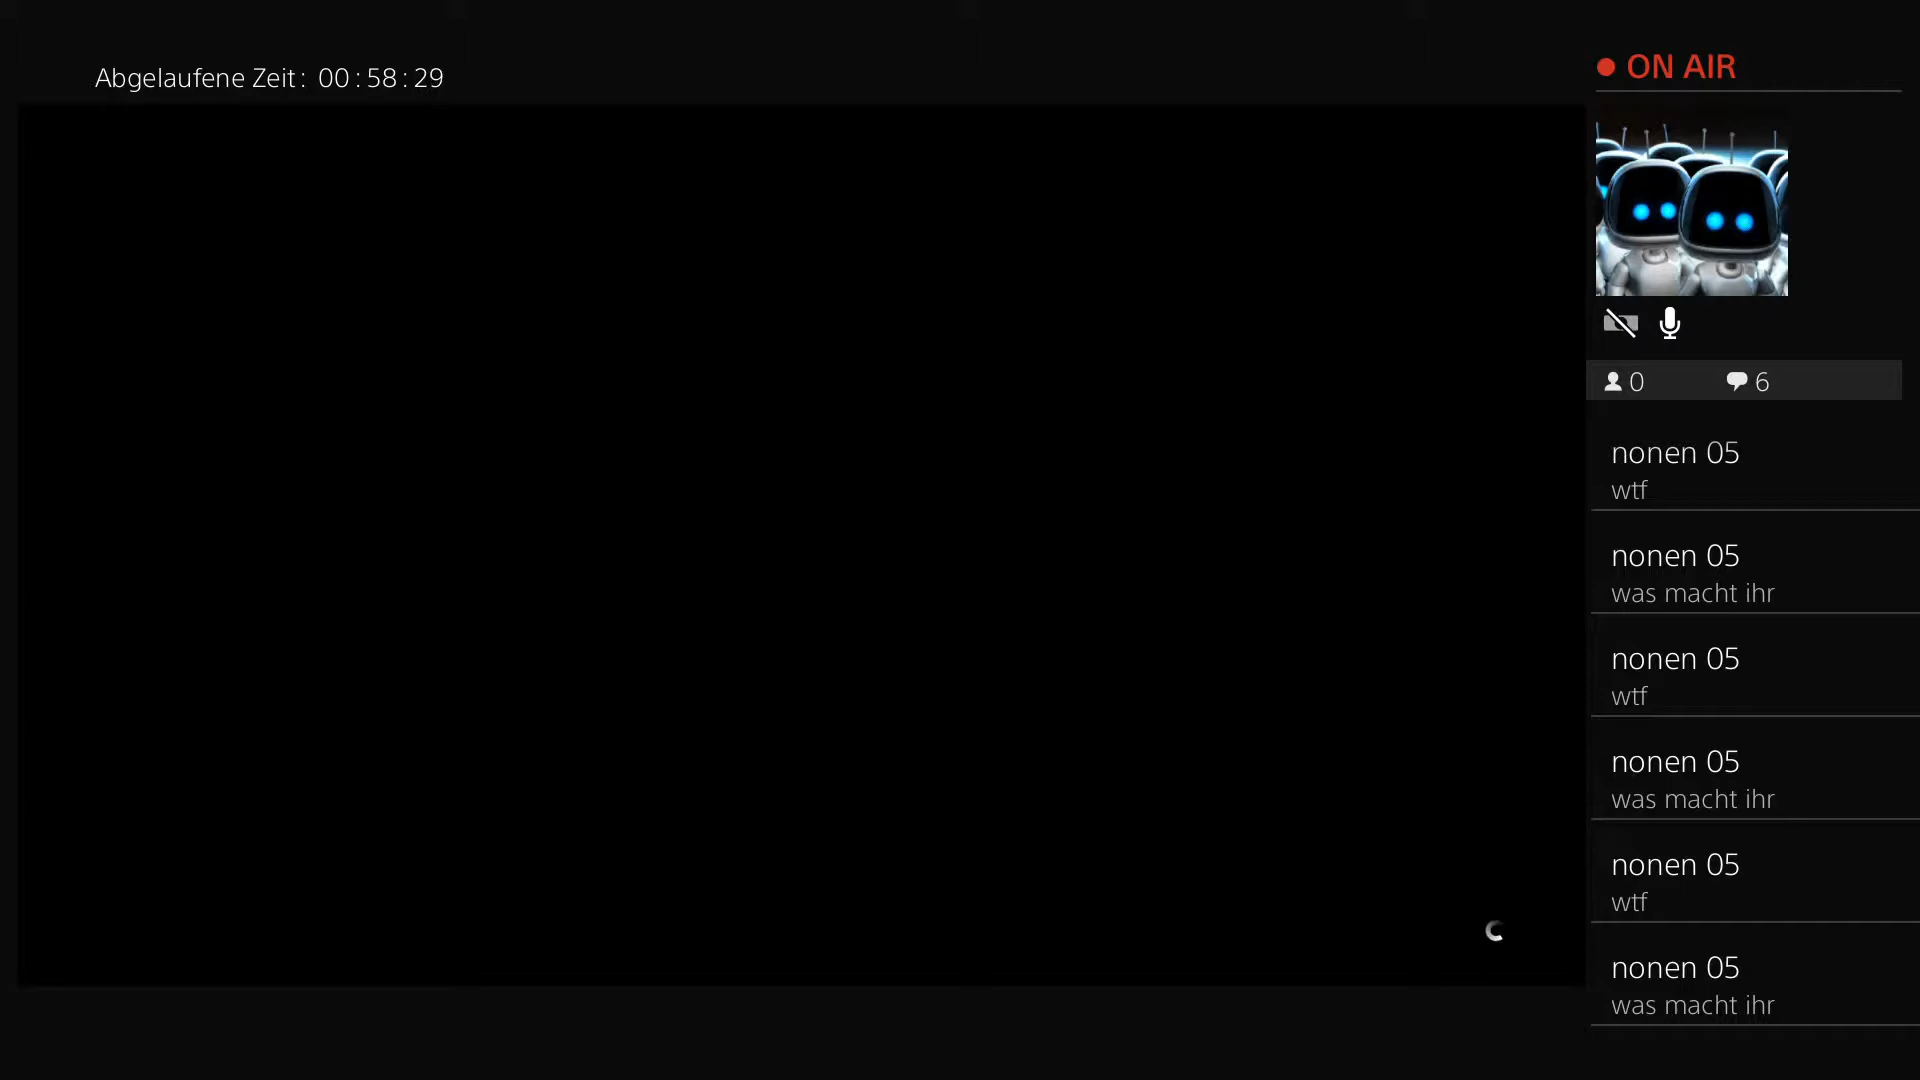 Abgelaufene Zeit: 00:58:29
ON AIR
0
6
nonen 05
wtf
nonen 05
was macht ihr
nonen 05
wtf
nonen 05
was macht ihr
nonen 05
wtf
nonen 05
was macht ihr